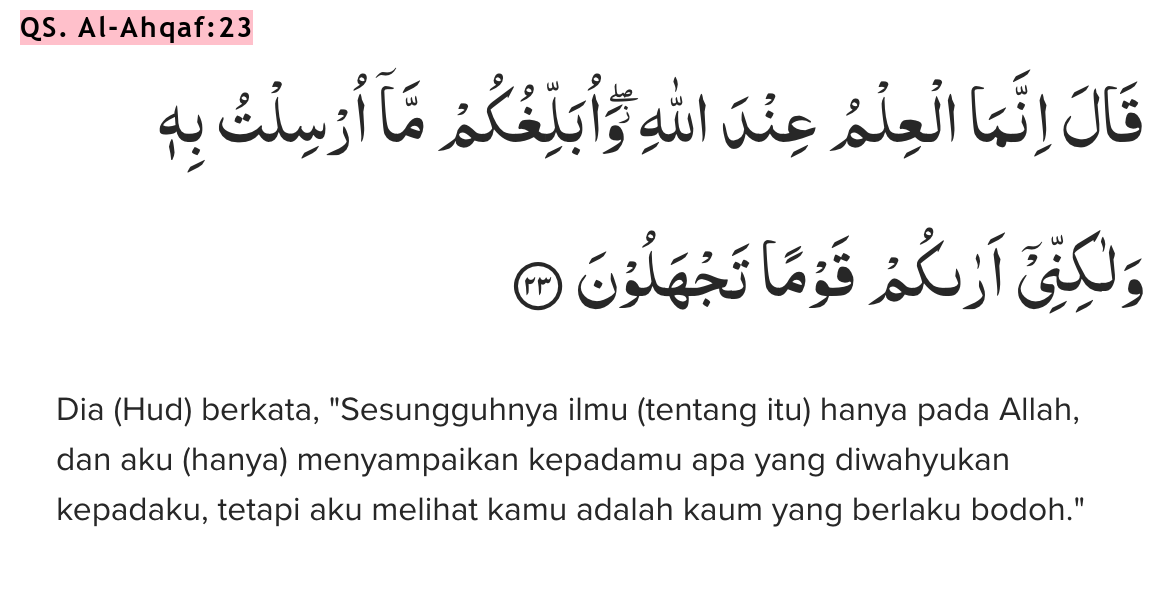 QS. Al-Ahqaf:23
قَالَ اِنَّمَا الْعِلْمُ عِنْدَ اللّٰهِ ۖوَاُبَلِّغُكُمْ مَّآ اُرْسِلْتُ بِهٖ
وَلٰكِنِّيْٓ اَرٰىكُمْ قَوْمًا تَجْهَلُوْنَ ٢٣
Dia (Hud) berkata, "Sesungguhnya ilmu (tentang itu) hanya pada Allah,
dan aku (hanya) menyampaikan kepadamu apa yang diwahyukan
kepadaku, tetapi aku melihat kamu adalah kaum yang berlaku bodoh."